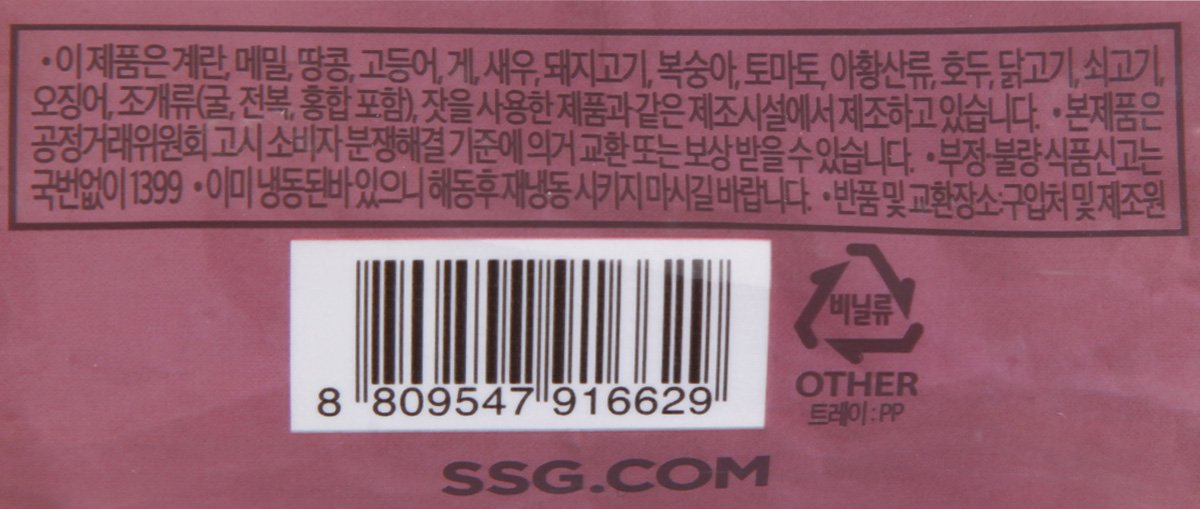 •이 제품은 계란, 메밀, 땅콩, 고등어, 게, 새우, 돼지고기, 복숭아, 토마토, 아황산류, 호두, 닭고기, 쇠고기,
오징어, 조개류(굴, 전복, 홍합 포함), 잣을 사용한 제품과 같은 제조시설에서 제조하고 있습니다. •본제품은
공정거래위원회 고시 소비자 분쟁해결 기준에 의거 교환 또는 보상 받을 수 있습니다. •부정·불량 식품신고는
국번없이 1399 •이미 냉동된바 있으니 해동후 재냉동 시키지 마시길 바랍니다. •반품 및 교환장소:구입처 및 제조원
비닐류
OTHER
트레이 : PP
8 809547 916629
SSG.COM